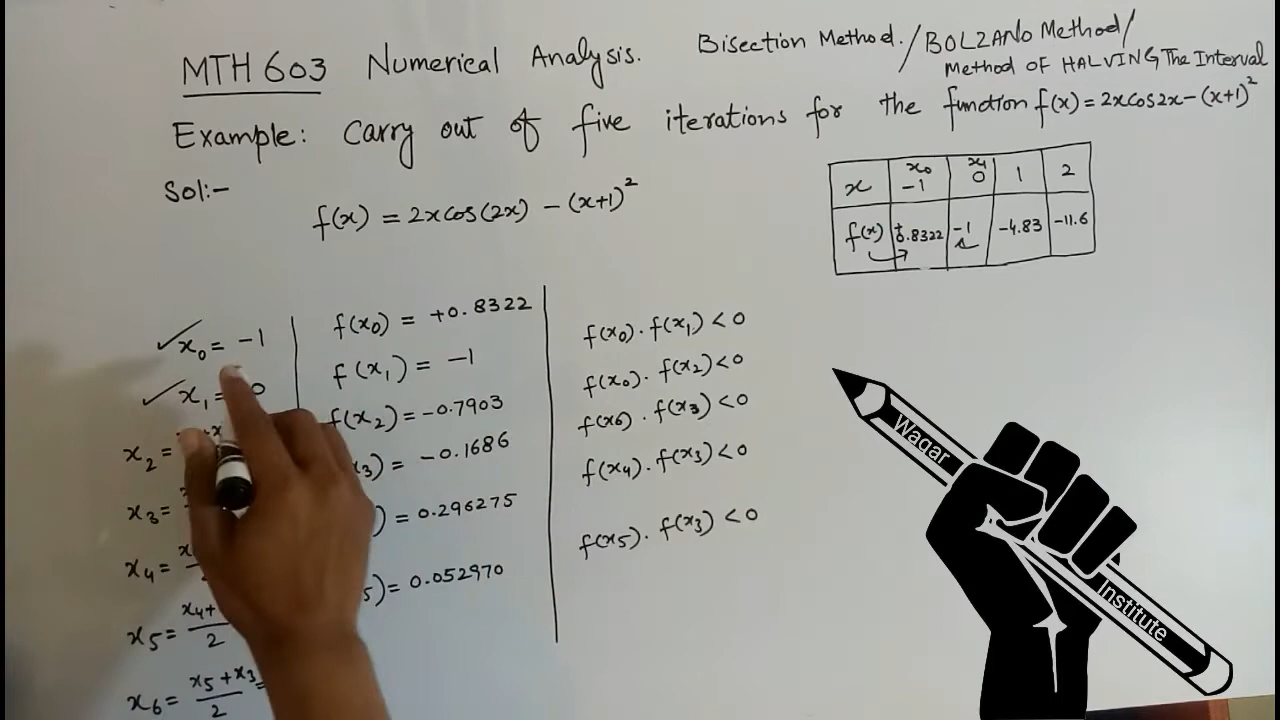 MTH603 Numerical Analysis. Bisection Method./BOLZANO Method/
Method OF HALVING The Interval
Example: Carry out of five iterations for the function f(x) = 2xcos2x-(x+1)²
Sol:-
f(x) = 2xcos(2x) - (x+1)²
x x₀ -1 x₁ 0 1 2
f(x) +0.8322 -1 -4.83 -11.6
x₀ = -1 f(x₀) = +0.8322 f(x₀). f(x₁) < 0
x₁ = 0 f(x₁) = -1 f(x₀). f(x₂) < 0
x₂ = f(x₂) = -0.7903 f(x₀) . f(x₃) < 0
x₃ = = -0.1686 f(x₄). f(x₃) < 0
x₄ = = 0.296275 f(x₅). f(x₃) < 0
x₅ = x₄+ /2 = 0.052970
x₆ = x₅+x₃/2 =
Waqar
Institute